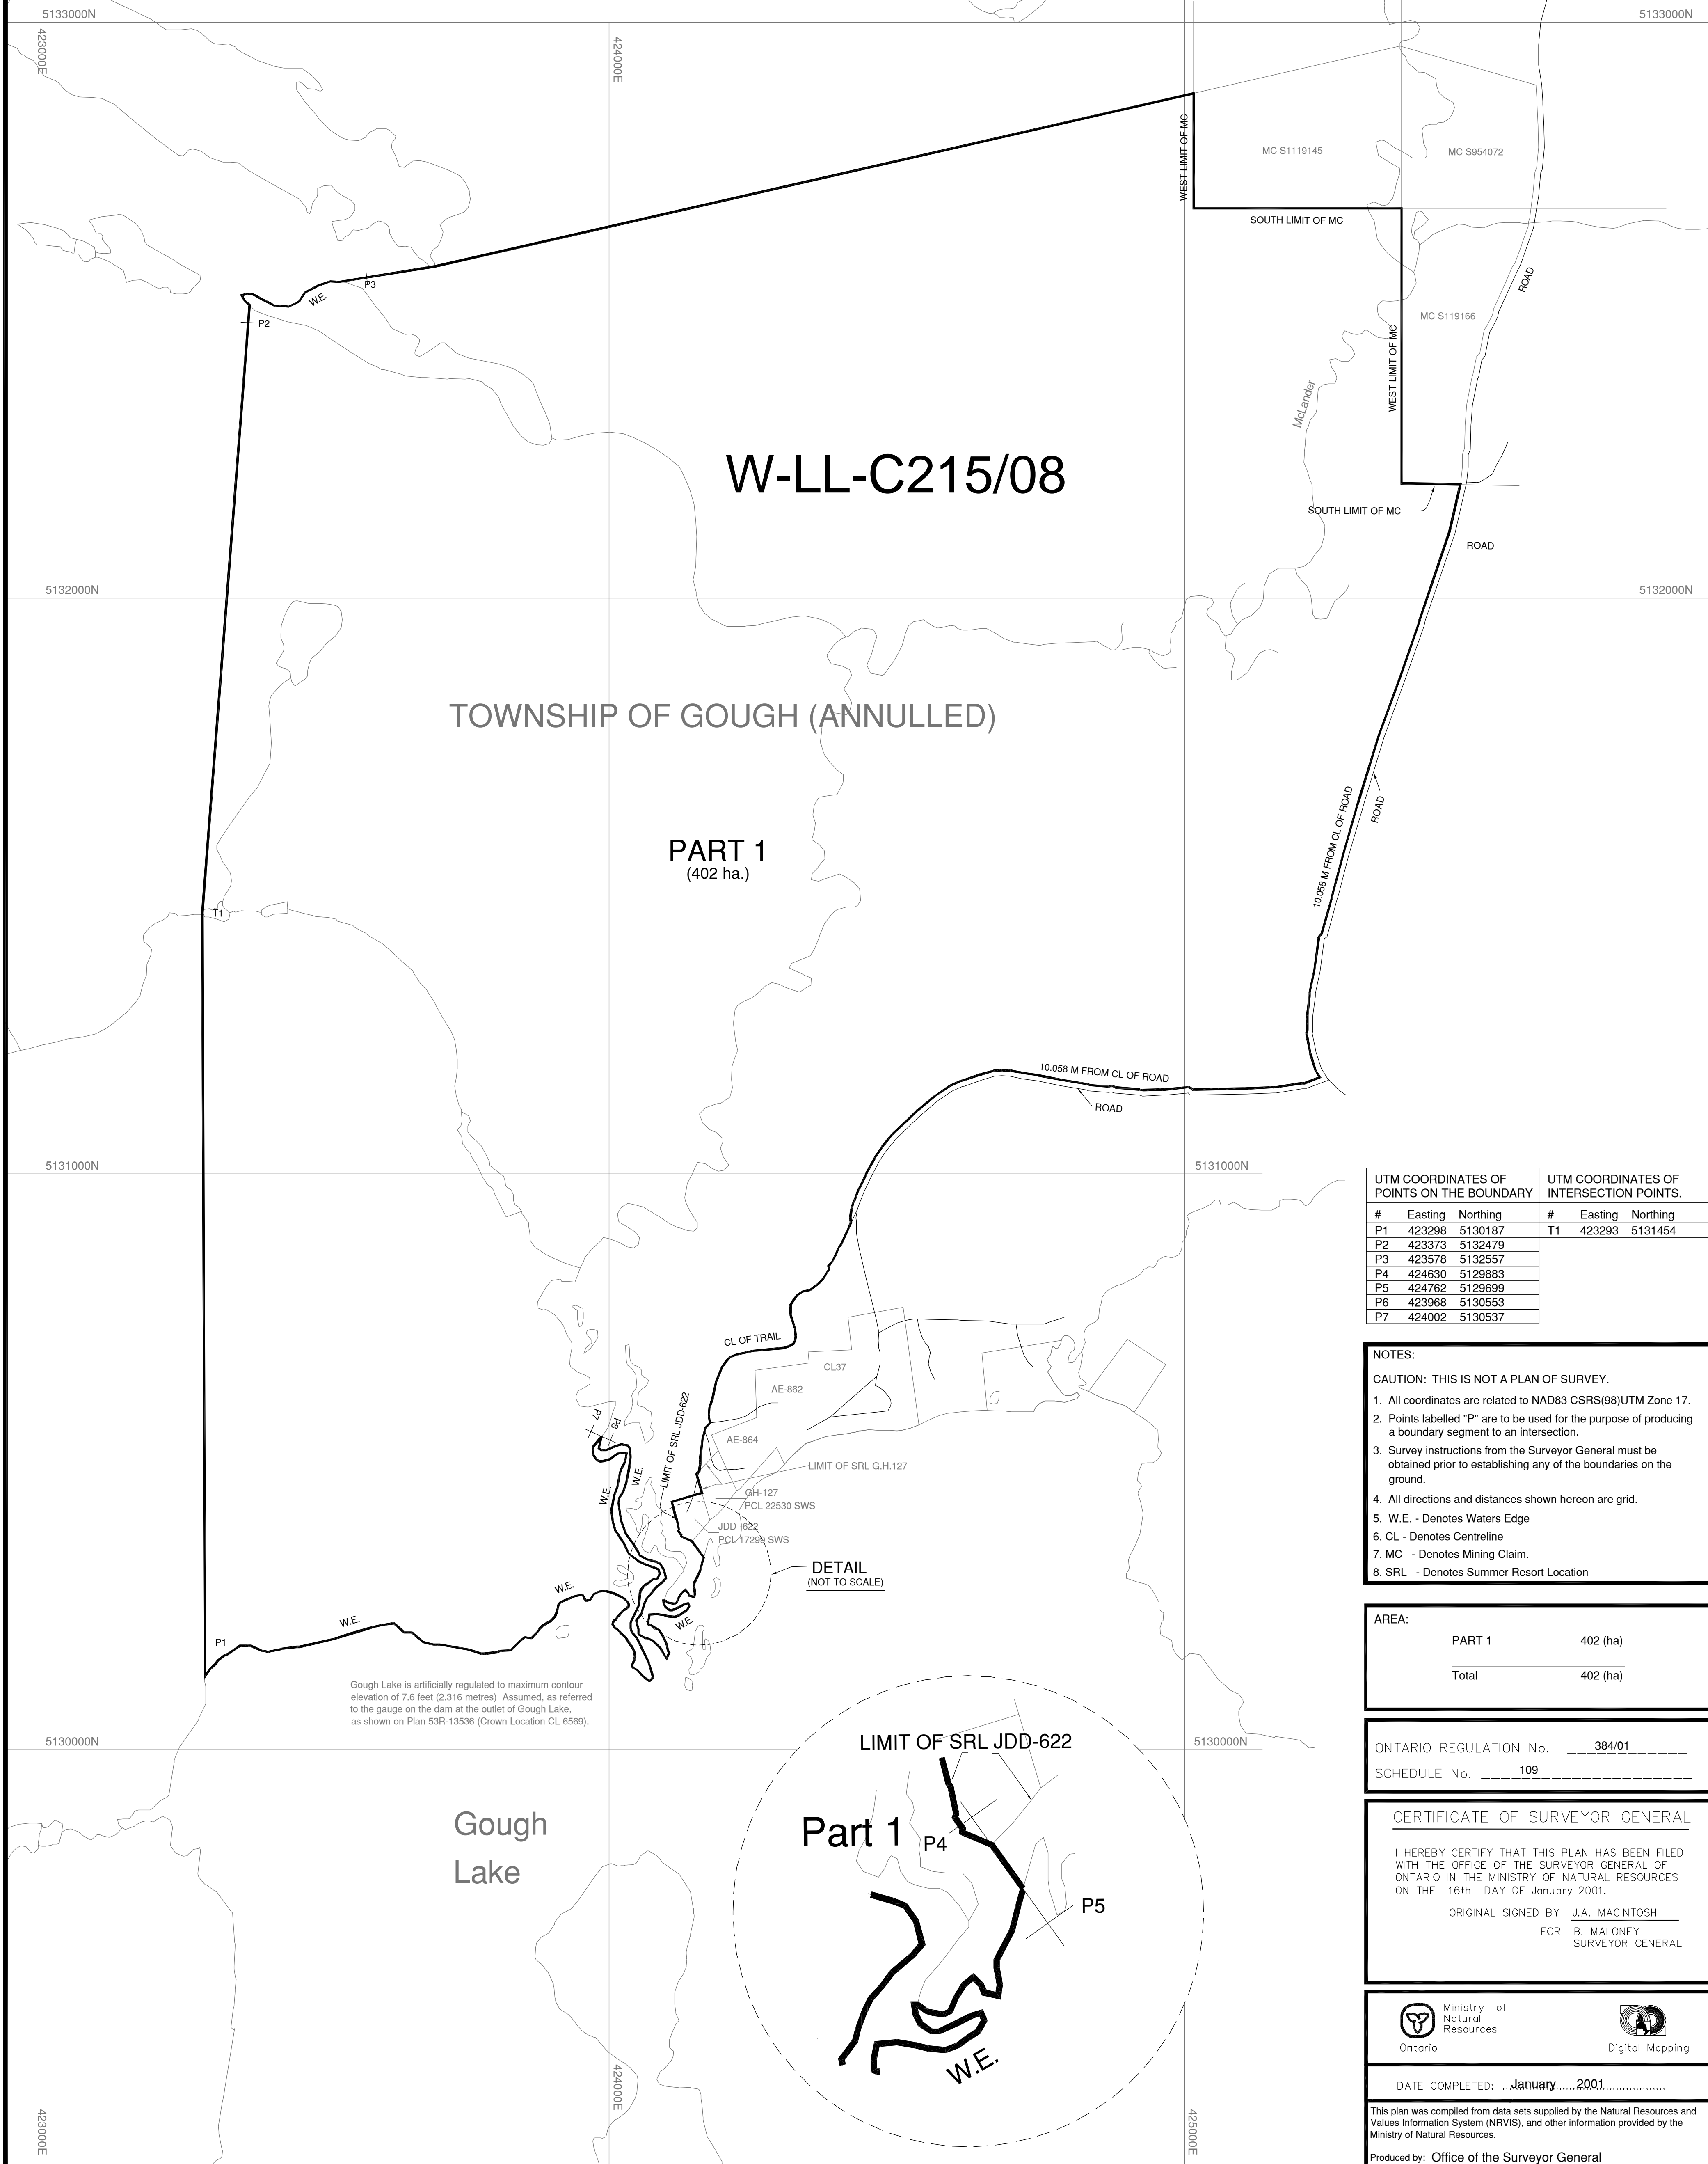 5133000N
5133000N
423000E
424000E
WEST LIMIT OF MC
MC S1119145
MC S954072
SOUTH LIMIT OF MC
ROAD
P3
W.E.
P2
MC S119166
WEST LIMIT OF MC
McLander
W-LL-C215/08
SOUTH LIMIT OF MC
ROAD
5132000N
5132000N
TOWNSHIP OF GOUGH (ANNULLED)
10.058 M FROM CL OF ROAD
ROAD
PART 1
(402 ha.)
T1
10.058 M FROM CL OF ROAD
ROAD
5131000N
5131000N
UTM COORDINATES OF
POINTS ON THE BOUNDARY
UTM COORDINATES OF
INTERSECTION POINTS.
# Easting Northing # Easting Northing
P1 423298 5130187 T1 423293 5131454
P2 423373 5132479
P3 423578 5132557
P4 424630 5129883
P5 424762 5129699
P6 423968 5130553
P7 424002 5130537
CL OF TRAIL
CL37
AE-862
LIMIT OF SRL JDD-622
P7
P8
AE-864
LIMIT OF SRL G.H.127
W.E.
W.E.
GH-127
PCL 22530 SWS
JDD -622
PCL 17299 SWS
DETAIL
(NOT TO SCALE)
W.E.
W.E.
W.E.
P1
NOTES:
CAUTION: THIS IS NOT A PLAN OF SURVEY.
1. All coordinates are related to NAD83 CSRS(98)UTM Zone 17.
2. Points labelled "P" are to be used for the purpose of producing
a boundary segment to an intersection.
3. Survey instructions from the Surveyor General must be
obtained prior to establishing any of the boundaries on the
ground.
4. All directions and distances shown hereon are grid.
5. W.E. - Denotes Waters Edge
6. CL - Denotes Centreline
7. MC - Denotes Mining Claim.
8. SRL - Denotes Summer Resort Location
AREA:
PART 1 402 (ha)
Total 402 (ha)
Gough Lake is artificially regulated to maximum contour
elevation of 7.6 feet (2.316 metres) Assumed, as referred
to the gauge on the dam at the outlet of Gough Lake,
as shown on Plan 53R-13536 (Crown Location CL 6569).
5130000N
5130000N
LIMIT OF SRL JDD-622
Part 1
P4
P5
W.E.
Gough
Lake
ONTARIO REGULATION No. 384/01
SCHEDULE No. 109
CERTIFICATE OF SURVEYOR GENERAL
I HEREBY CERTIFY THAT THIS PLAN HAS BEEN FILED
WITH THE OFFICE OF THE SURVEYOR GENERAL OF
ONTARIO IN THE MINISTRY OF NATURAL RESOURCES
ON THE 16th DAY OF January 2001.
ORIGINAL SIGNED BY J.A. MACINTOSH
FOR B. MALONEY
SURVEYOR GENERAL
Ministry of
Natural
Resources
Ontario
Digital Mapping
DATE COMPLETED: January 2001
This plan was compiled from data sets supplied by the Natural Resources and
Values Information System (NRVIS), and other information provided by the
Ministry of Natural Resources.
Produced by: Office of the Surveyor General
423000E
424000E
425000E